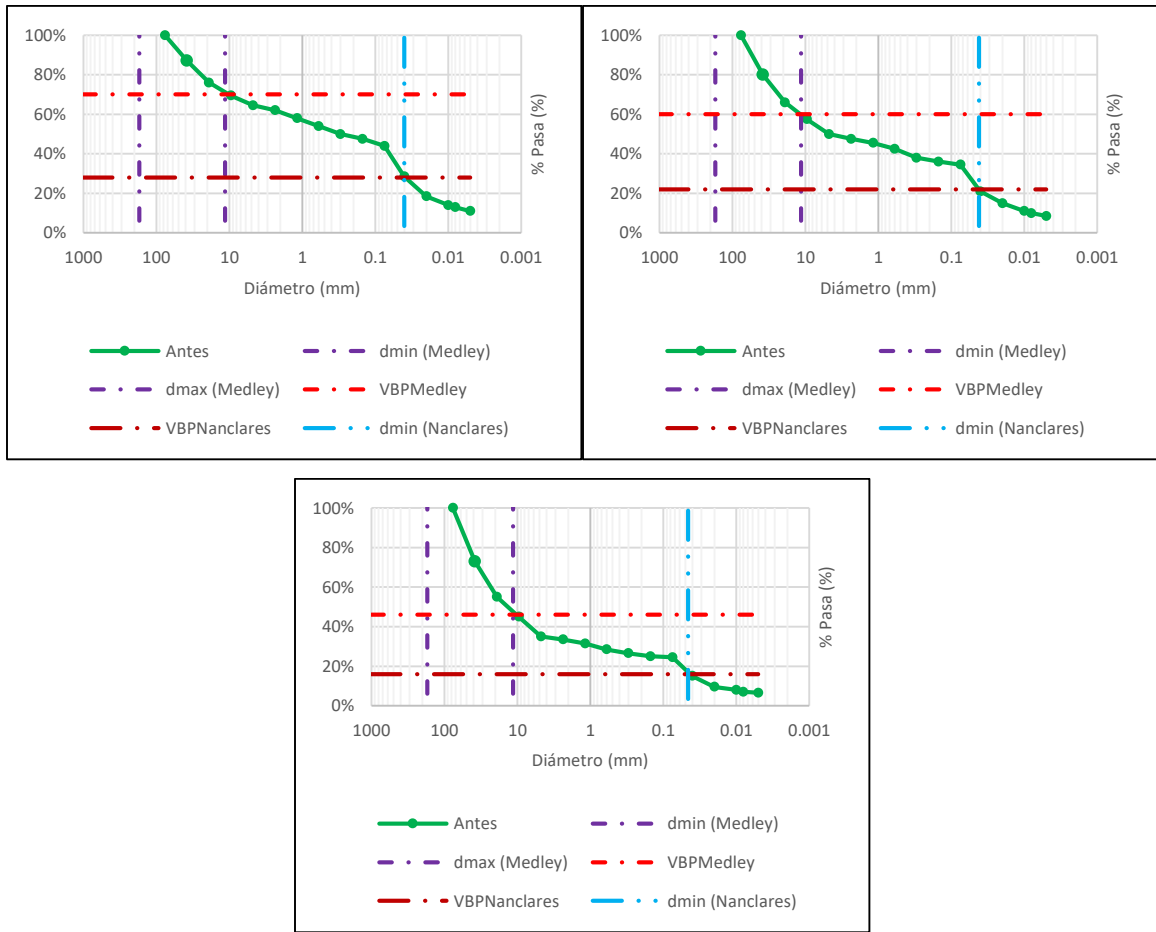 100%
80%
60%
40%
20%
0%
1000 100 10 1 0.1 0.01 0.001
% Pasa (%)
Diámetro (mm)
Antes
dmin (Medley)
dmax (Medley)
VBPMedley
VBPNanclares
dmin (Nanclares)
100%
80%
60%
40%
20%
0%
1000 100 10 1 0.1 0.01 0.001
% Pasa (%)
Diámetro (mm)
Antes
dmin (Medley)
dmax (Medley)
VBPMedley
VBPNanclares
dmin (Nanclares)
100%
80%
60%
40%
20%
0%
1000 100 10 1 0.1 0.01 0.001
% Pasa (%)
Diámetro (mm)
Antes
dmin (Medley)
dmax (Medley)
VBPMedley
VBPNanclares
dmin (Nanclares)